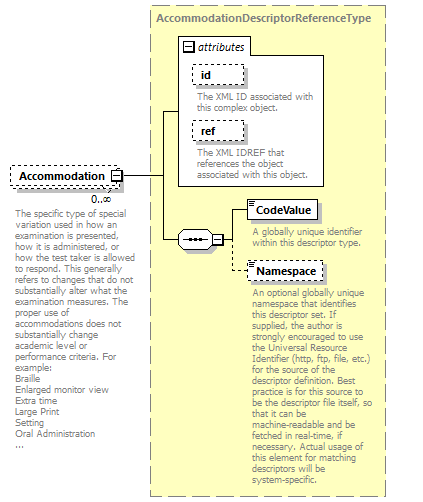 AccommodationDescriptorReferenceType
attributes
id
The XML ID associated with
this complex object.
ref
The XML IDREF that
references the object
associated with this object.
Accommodation
0..∞
The specific type of special
variation used in how an
examination is presented,
how it is administered, or
how the test taker is allowed
to respond. This generally
refers to changes that do not
substantially alter what the
examination measures. The
proper use of
accommodations does not
substantially change
academic level or
performance criteria. For
example:
Braille
Enlarged monitor view
Extra time
Large Print
Setting
Oral Administration
...
CodeValue
A globally unique identifier
within this descriptor type.
Namespace
An optional globally unique
namespace that identifies
this descriptor set. If
supplied, the author is
strongly encouraged to use
the Universal Resource
Identifier (http, ftp, file, etc.)
for the source of the
descriptor definition. Best
practice is for this source to
be the descriptor file itself, so
that it can be
machine-readable and be
fetched in real-time, if
necessary. Actual usage of
this element for matching
descriptors will be
system-specific.